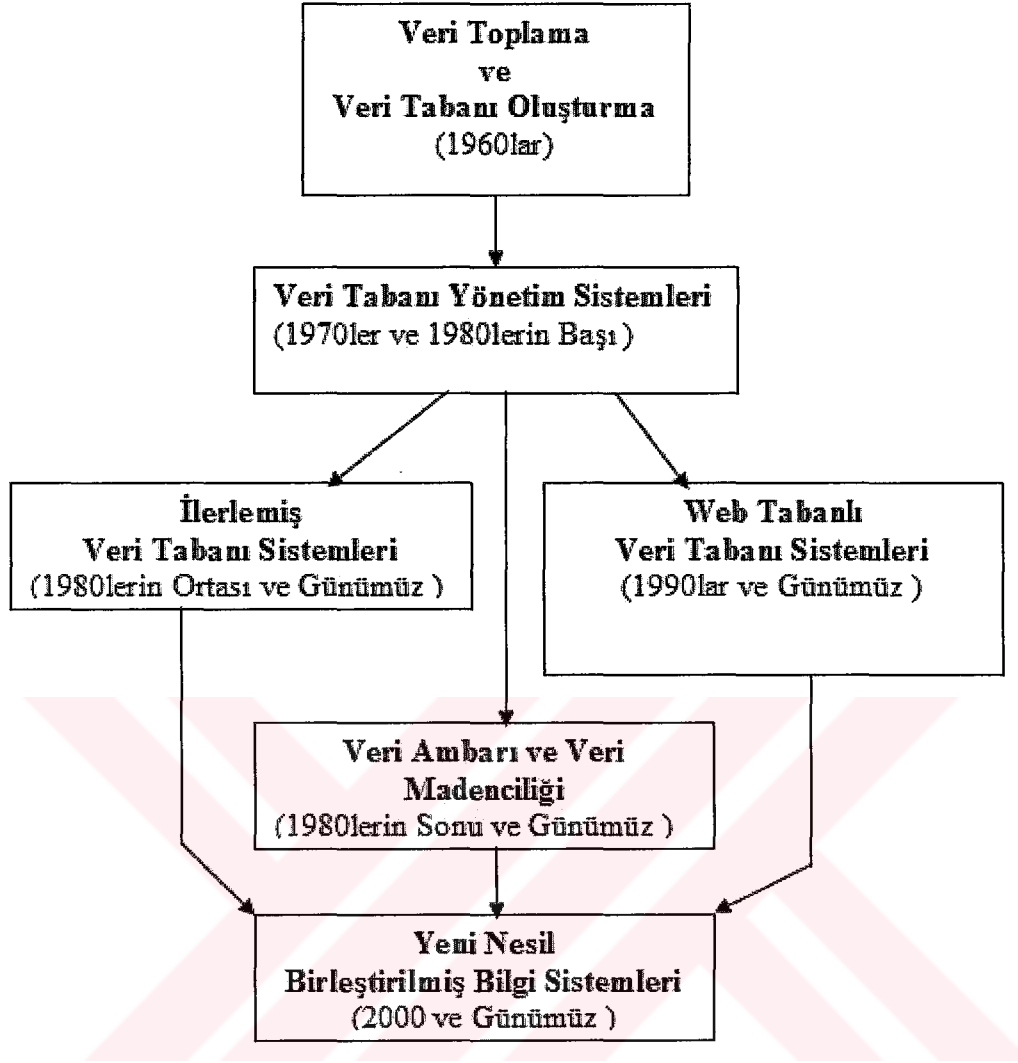 Veri Toplama
ve
Veri Tabanı Oluşturma
(1960lar)
Veri Tabanı Yönetim Sistemleri
(1970ler ve 1980lerin Başı )
İlerlemiş
Veri Tabanı Sistemleri
(1980lerin Ortası ve Günümüz )
Web Tabanlı
Veri Tabanı Sistemleri
(1990lar ve Günümüz )
Veri Ambarı ve Veri
Madenciliği
(1980lerin Sonu ve Günümüz )
Yeni Nesil
Birleştirilmiş Bilgi Sistemleri
(2000 ve Günümüz )